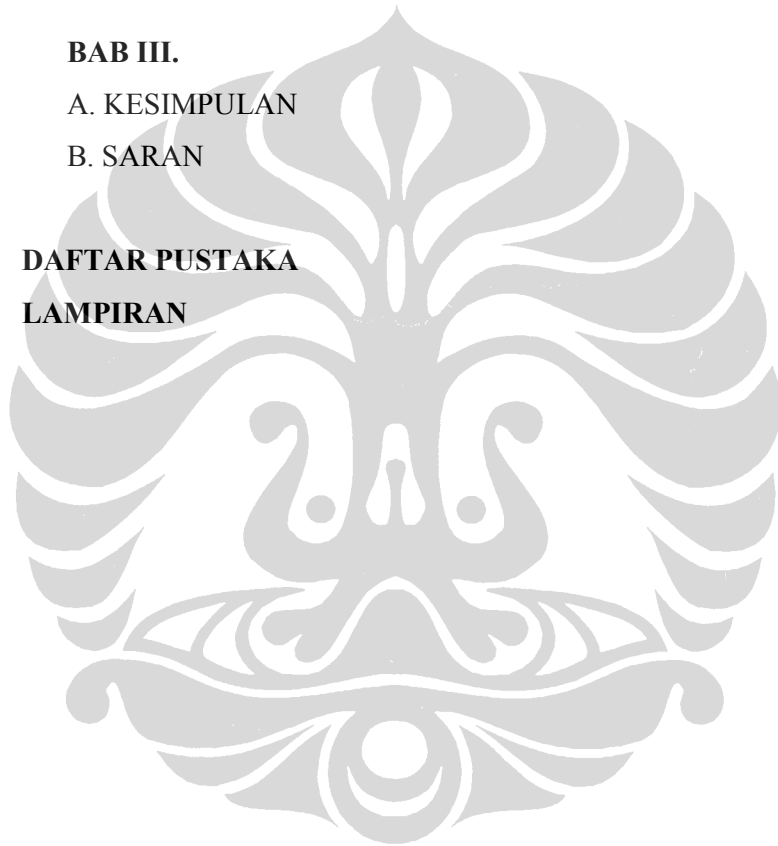 BAB III.
A. KESIMPULAN
B. SARAN
DAFTAR PUSTAKA
LAMPIRAN